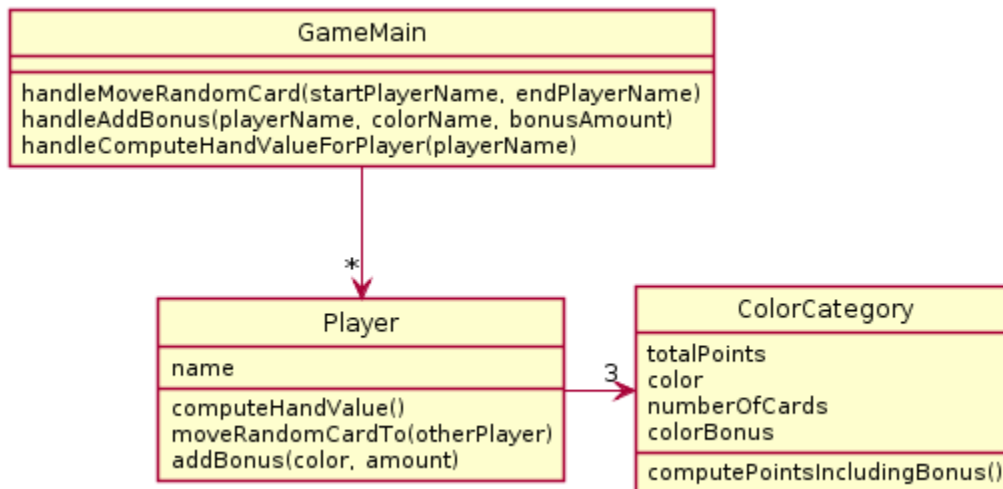 GameMain
handleMoveRandomCard(startPlayerName, endPlayerName)
handleAddBonus(playerName, colorName, bonusAmount)
handleComputeHandValueForPlayer(playerName)
*
Player
name
computeHandValue()
moveRandomCardTo(otherPlayer)
addBonus(color, amount)
3
ColorCategory
totalPoints
color
numberOfCards
colorBonus
computePointsIncludingBonus()